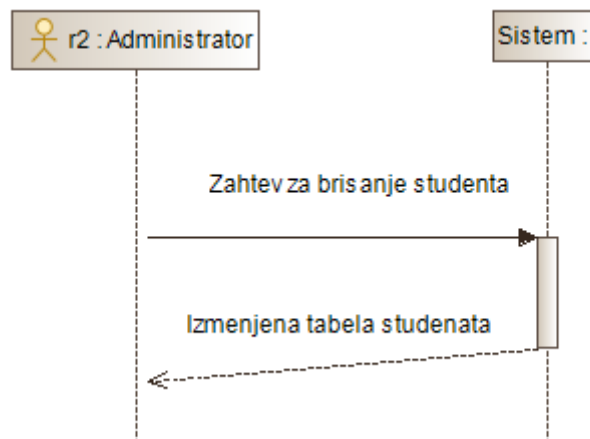 r2 : Administrator
Sistem :
Zahtev za brisanje studenta
Izmenjena tabela studenata